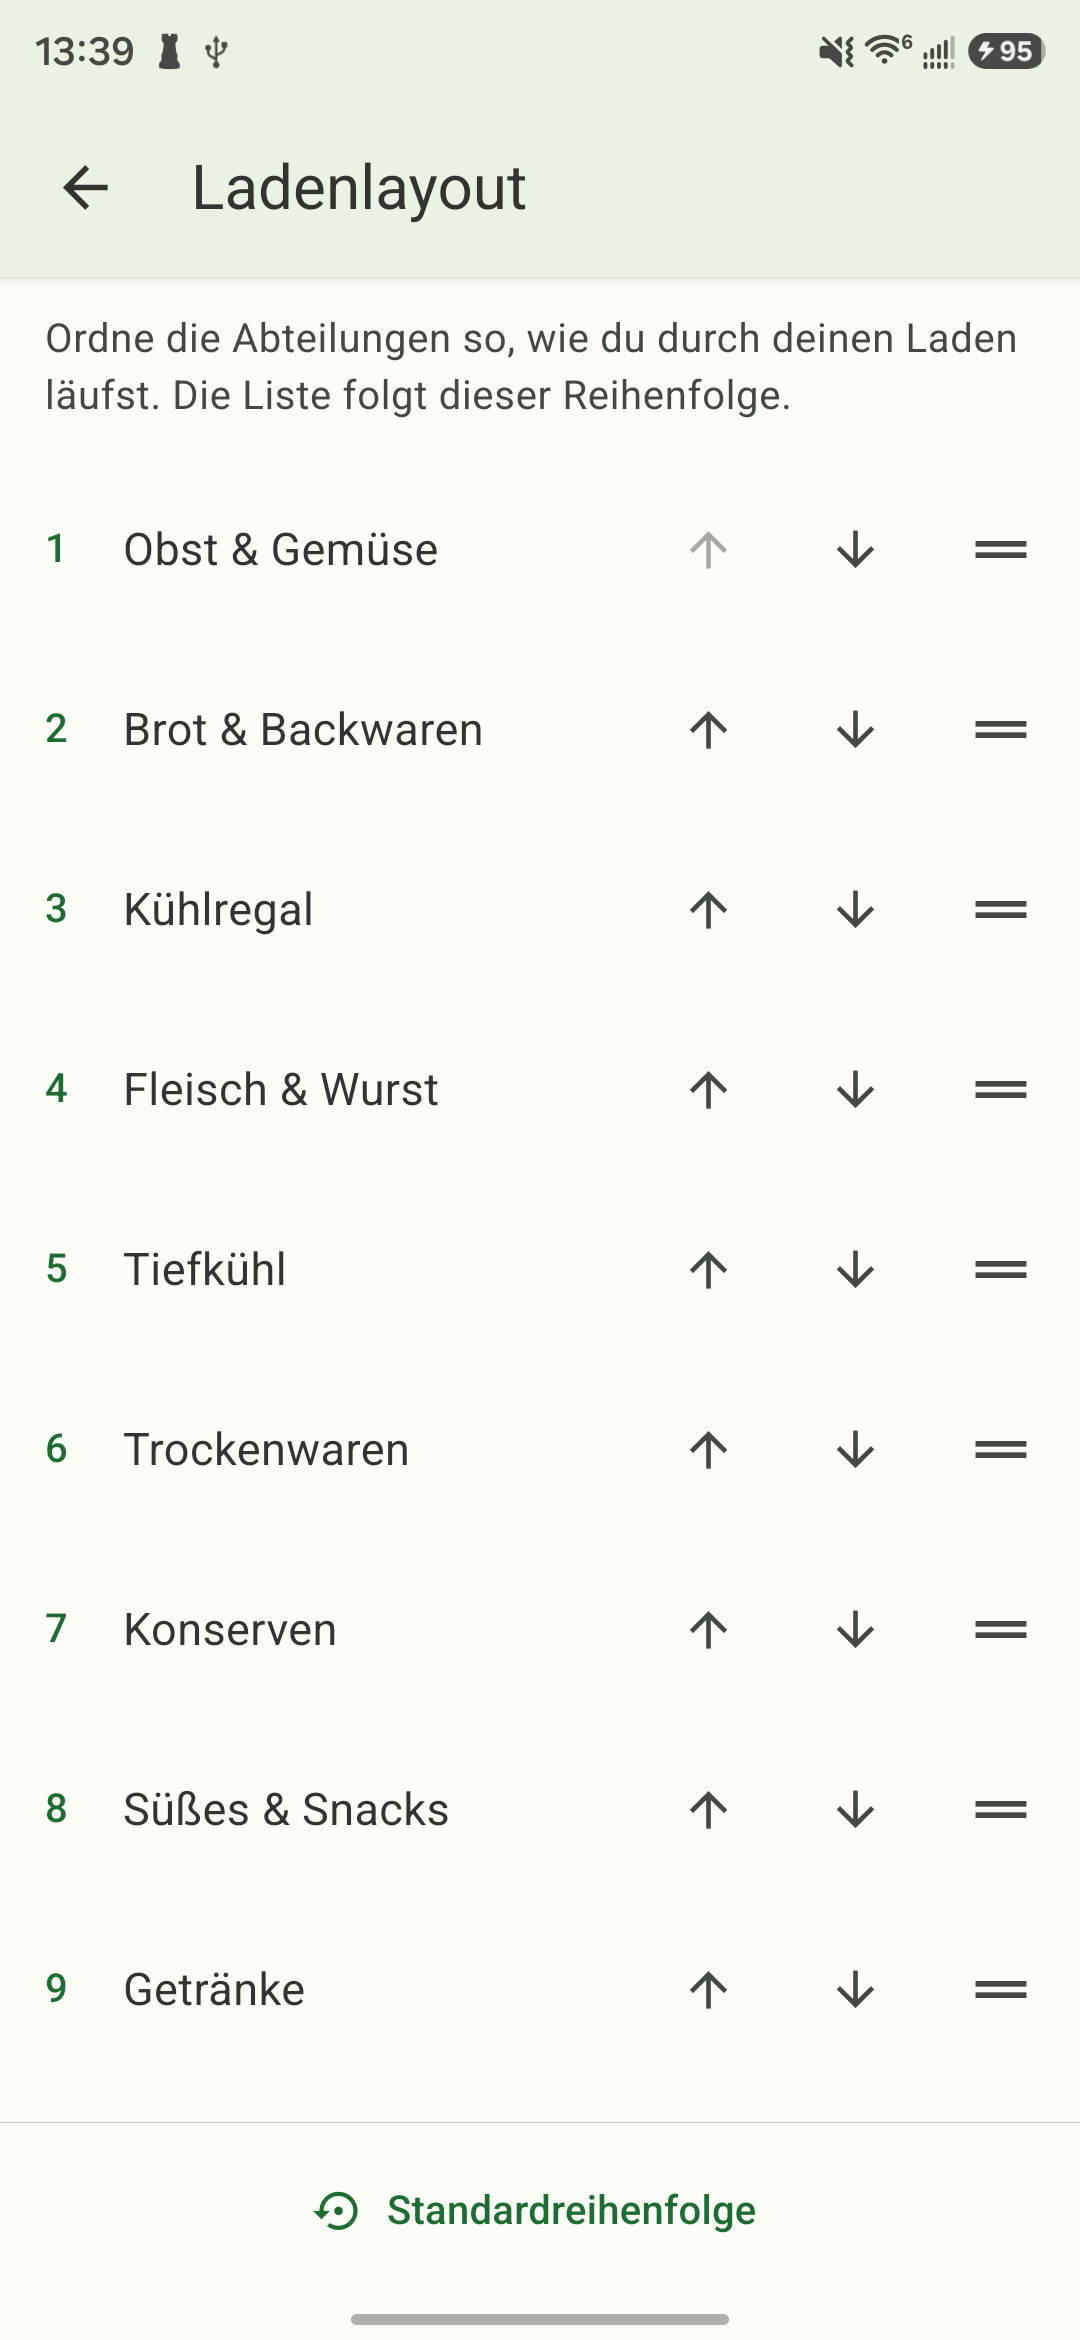 13:39
6
95
Ladenlayout
Ordne die Abteilungen so, wie du durch deinen Laden
läufst. Die Liste folgt dieser Reihenfolge.
1 Obst & Gemüse
2 Brot & Backwaren
3 Kühlregal
4 Fleisch & Wurst
5 Tiefkühl
6 Trockenwaren
7 Konserven
8 Süßes & Snacks
9 Getränke
Standardreihenfolge